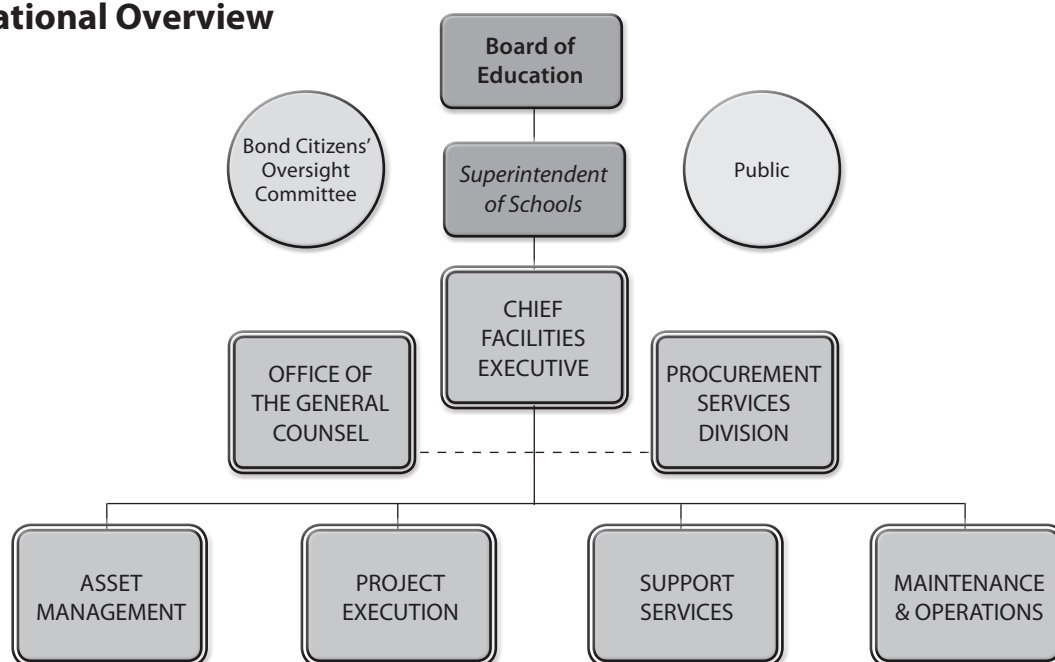 ational Overview
Board of
Education
Bond Citizens’
Oversight
Committee
Superintendent
of Schools
Public
CHIEF
FACILITIES
EXECUTIVE
OFFICE OF
THE GENERAL
COUNSEL
PROCUREMENT
SERVICES
DIVISION
ASSET
MANAGEMENT
PROJECT
EXECUTION
SUPPORT
SERVICES
MAINTENANCE
& OPERATIONS